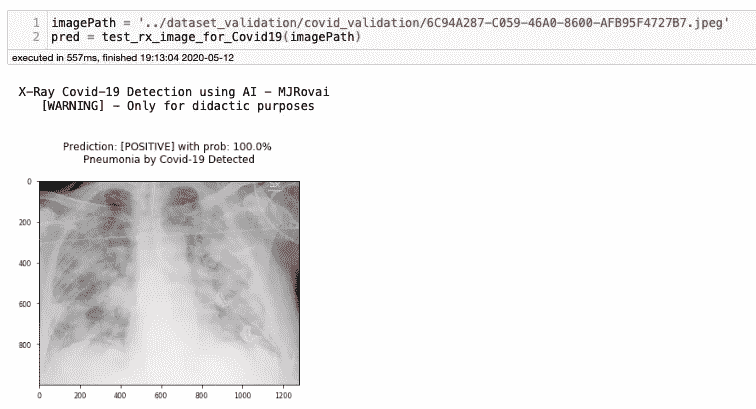 1 imagePath = '../dataset_validation/covid_validation/6C94A287-C059-46A0-8600-AFB95F4727B7.jpeg'
2 pred = test_rx_image_for_Covid19(imagePath)
executed in 557ms, finished 19:13:04 2020-05-12
X-Ray Covid-19 Detection using AI - MJRovai
[WARNING] - Only for didactic purposes
Prediction: [POSITIVE] with prob: 100.0%
Pneumonia by Covid-19 Detected
0
200
400
600
800
0 200 400 600 800 1000 1200